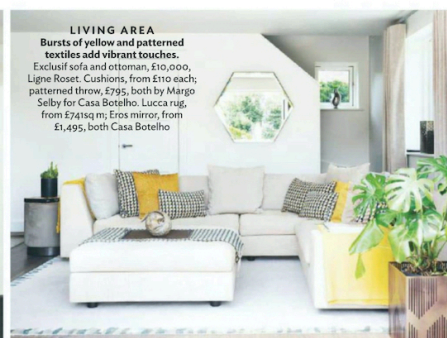 LIVING AREA
Bursts of yellow and patterned
textiles add vibrant touches.
Exclusif sofa and ottoman, £10,000,
Ligne Roset. Cushions, from £110 each;
patterned throw, £795, both by Margo
Selby for Casa Botelho. Lucca rug,
from £741sq m; Eros mirror, from
£1,495, both Casa Botelho